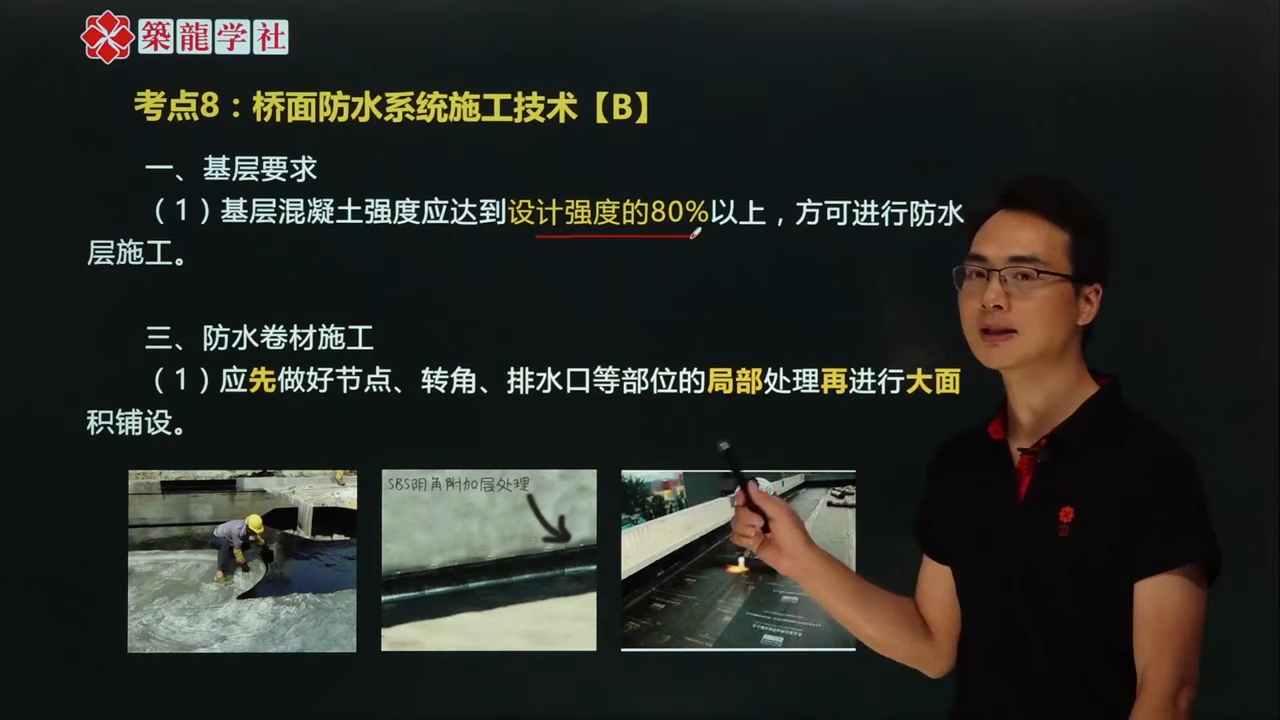 築龍学社
考点8：桥面防水系统施工技术【B】
一、基层要求
（1）基层混凝土强度应达到设计强度的80%以上，方可进行防水
层施工。
三、防水卷材施工
（1）应先做好节点、转角、排水口等部位的局部处理再进行大面
积铺设。
SBS阴角附加层处理